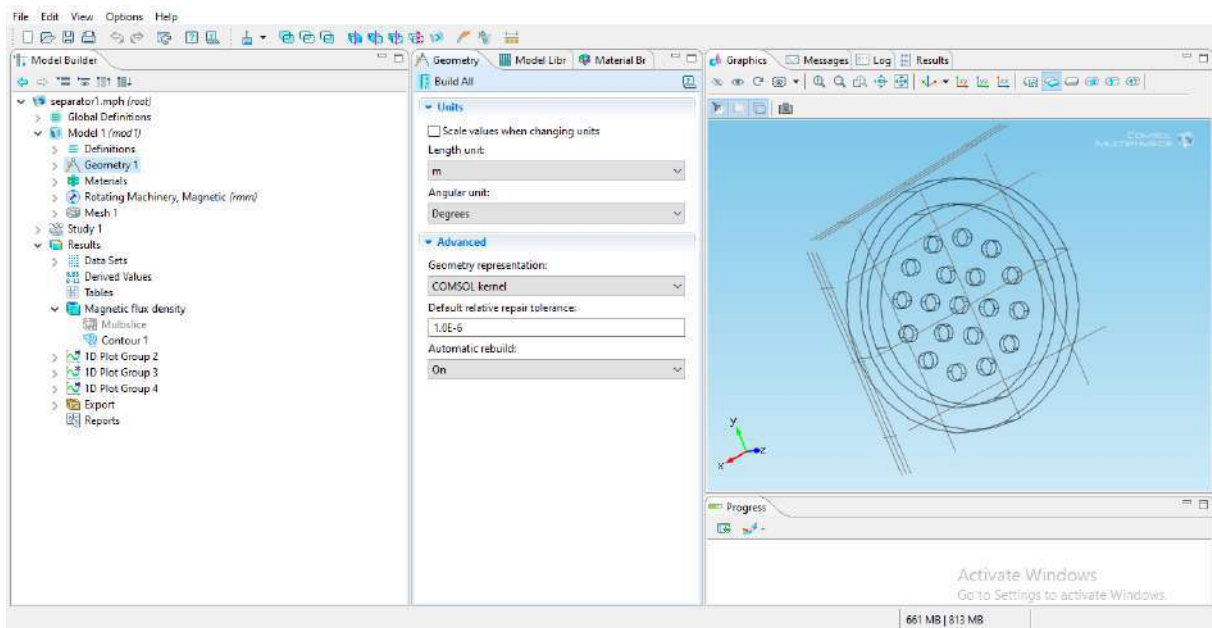 File Edit View Options Help
Model Builder
separator1.mph (root)
Global Definitions
Model 1 (mod1)
Definitions
Geometry 1
Materials
Rotating Machinery, Magnetic (rmm)
Mesh 1
Study 1
Results
Data Sets
Derived Values
Tables
Magnetic flux density
Multislice
Contour 1
1D Plot Group 2
1D Plot Group 3
1D Plot Group 4
Export
Reports
Geometry Model Libr Material Br
Build All
Units
Scale values when changing units
Length unit:
m
Angular unit:
Degrees
Advanced
Geometry representation:
COMSOL kernel
Default relative repair tolerance:
1.0E-6
Automatic rebuild:
On
Graphics Messages Log Results
COMSOL
MULTIPHYSICS
y
x z
Progress
Activate Windows
Go to Settings to activate Windows.
661 MB | 813 MB